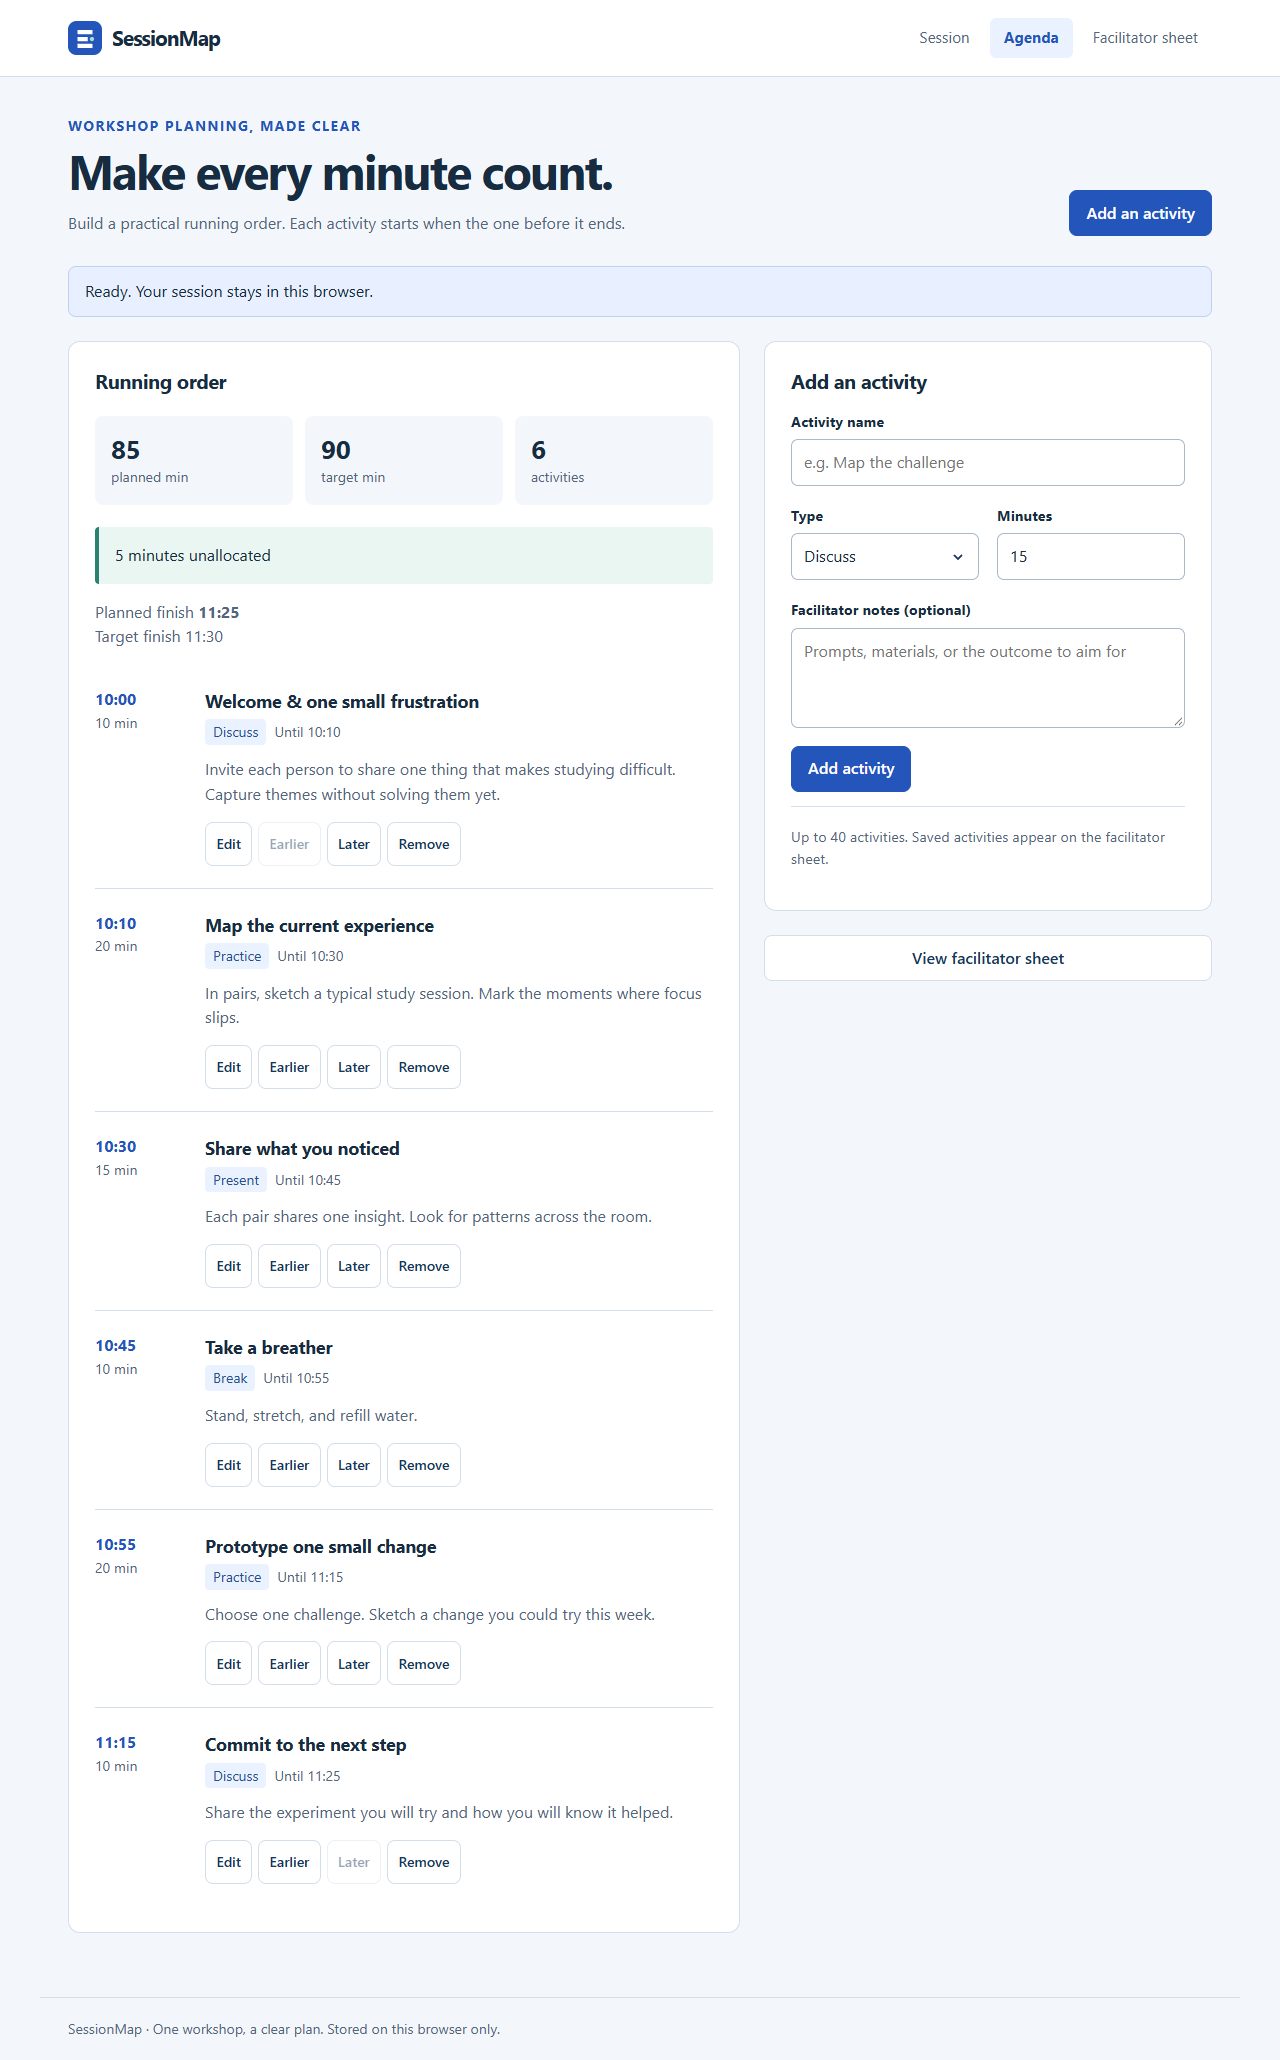 SessionMap
Session
Agenda
Facilitator sheet
WORKSHOP PLANNING, MADE CLEAR
Make every minute count.
Build a practical running order. Each activity starts when the one before it ends.
Add an activity
Ready. Your session stays in this browser.
Running order
85
planned min
90
target min
6
activities
5 minutes unallocated
Planned finish 11:25
Target finish 11:30
10:00
10 min
Welcome & one small frustration
Discuss
Until 10:10
Invite each person to share one thing that makes studying difficult.
Capture themes without solving them yet.
Edit
Earlier
Later
Remove
10:10
20 min
Map the current experience
Practice
Until 10:30
In pairs, sketch a typical study session. Mark the moments where focus
slips.
Edit
Earlier
Later
Remove
10:30
15 min
Share what you noticed
Present
Until 10:45
Each pair shares one insight. Look for patterns across the room.
Edit
Earlier
Later
Remove
10:45
10 min
Take a breather
Break
Until 10:55
Stand, stretch, and refill water.
Edit
Earlier
Later
Remove
10:55
20 min
Prototype one small change
Practice
Until 11:15
Choose one challenge. Sketch a change you could try this week.
Edit
Earlier
Later
Remove
11:15
10 min
Commit to the next step
Discuss
Until 11:25
Share the experiment you will try and how you will know it helped.
Edit
Earlier
Later
Remove
Add an activity
Activity name
e.g. Map the challenge
Type
Minutes
Discuss
15
Facilitator notes (optional)
Prompts, materials, or the outcome to aim for
Add activity
Up to 40 activities. Saved activities appear on the facilitator
sheet.
View facilitator sheet
SessionMap · One workshop, a clear plan. Stored on this browser only.